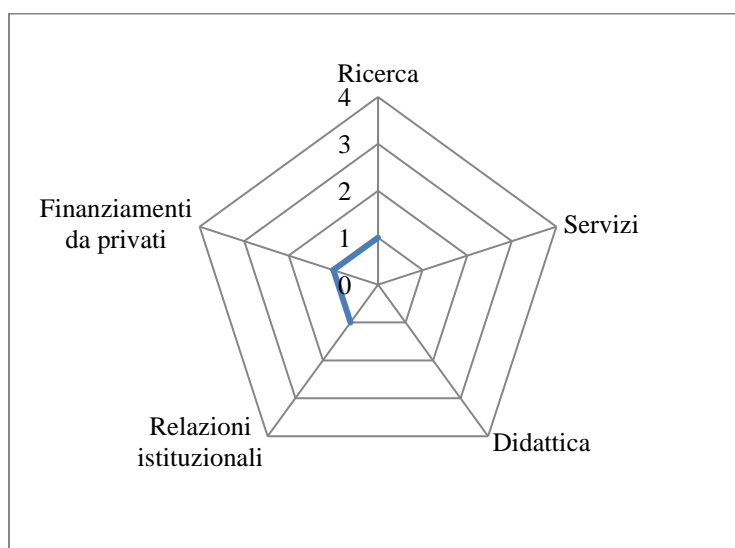 Ricerca
4
3
2
1
0
Servizi
Didattica
Relazioni
istituzionali
Finanziamenti
da privati